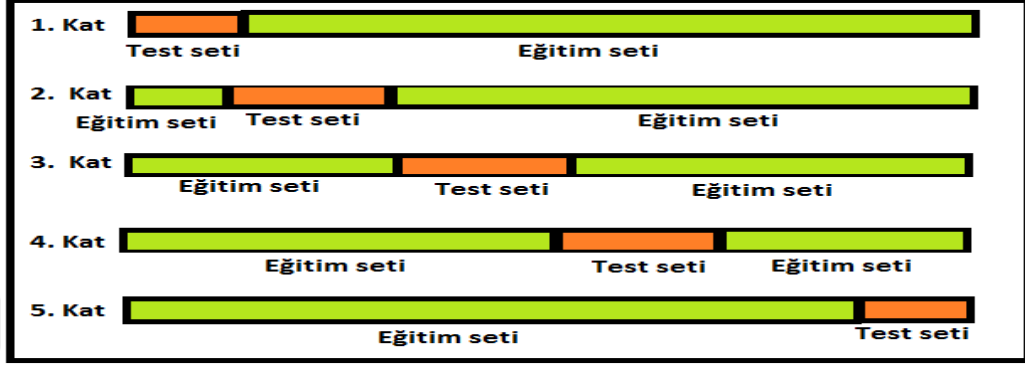 1. Kat
Test seti Eğitim seti
2. Kat
Eğitim seti Test seti Eğitim seti
3. Kat
Eğitim seti Test seti Eğitim seti
4. Kat
Eğitim seti Test seti Eğitim seti
5. Kat
Eğitim seti Test seti